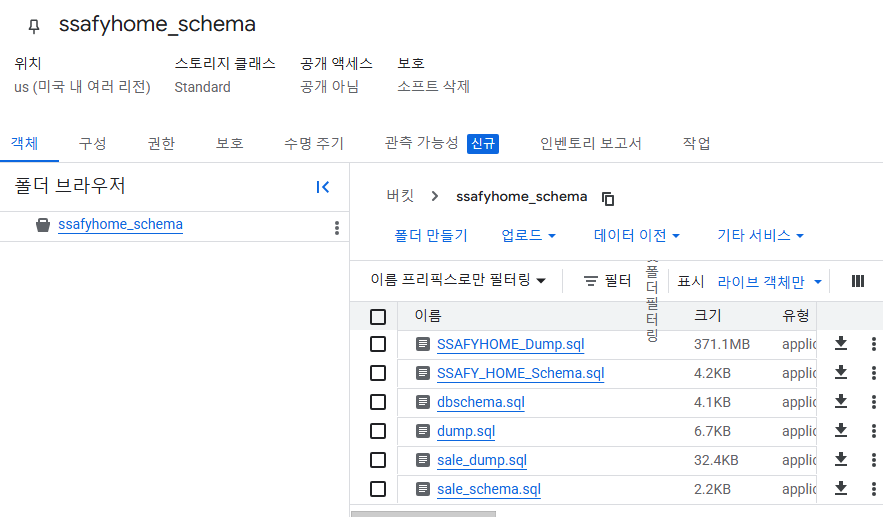 ssafyhome_schema
위치 스토리지 클래스 공개 액세스 보호
us (미국 내 여러 리전) Standard 공개 아님 소프트 삭제
객체 구성 권한 보호 수명 주기 관측 가능성 신규 인벤토리 보고서 작업
폴더 브라우저
ssafyhome_schema
버킷 ssafyhome_schema
폴더 만들기 업로드 데이터 이전 기타 서비스
이름 프리픽스로만 필터링 필터 폴더 필터링 표시 라이브 객체만
이름 크기 유형
SSAFYHOME_Dump.sql 371.1MB applic
SSAFY_HOME_Schema.sql 4.2KB applic
dbschema.sql 4.1KB applic
dump.sql 6.7KB applic
sale_dump.sql 32.4KB applic
sale_schema.sql 2.2KB applic